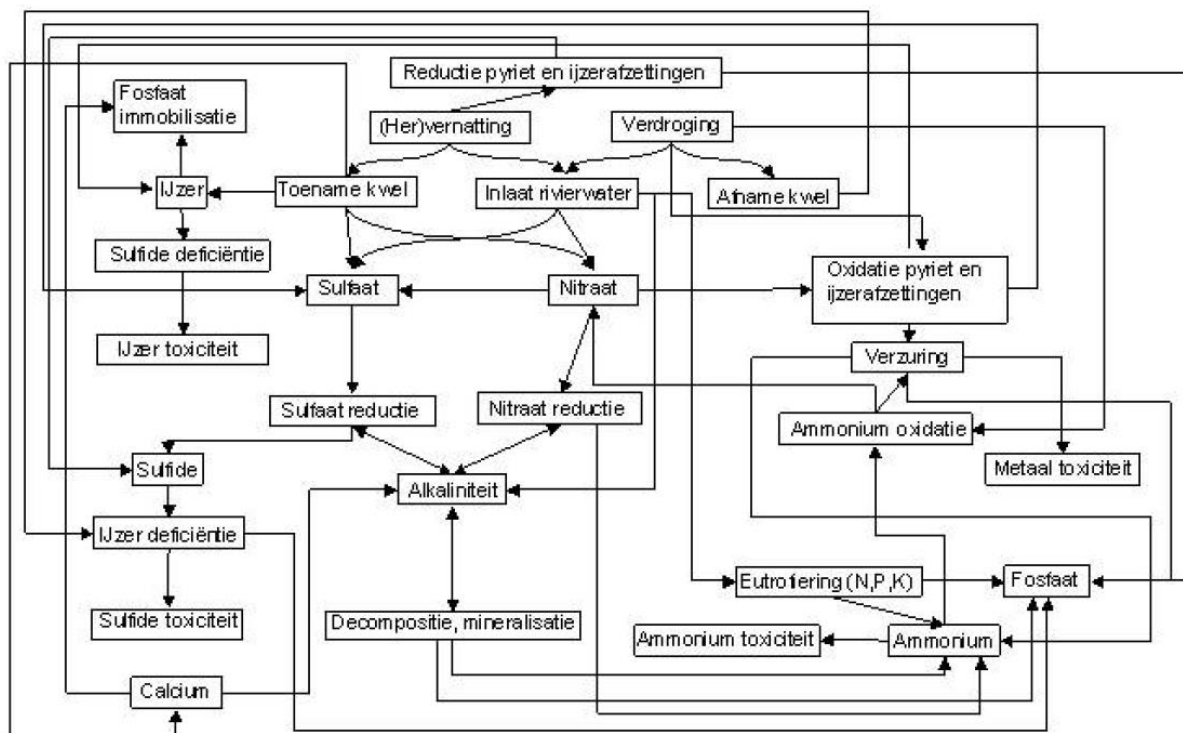 Reductie pyriet en ijzerafzettingen
Fosfaat
immobilisatie
(Her)vernatting
Verdroging
IJzer
Toename kwel
Inlaat rivierwater
Afname kwel
Sulfide deficiëntie
Sulfaat
Nitraat
Oxidatie pyriet en
ijzerafzettingen
IJzer toxiciteit
Verzuring
Sulfaat reductie
Nitraat reductie
Ammonium oxidatie
Sulfide
Metaal toxiciteit
Alkaliniteit
IJzer deficiëntie
Eutrofiering (N,P,K)
Fosfaat
Sulfide toxiciteit
Decompositie, mineralisatie
Ammonium toxiciteit
Ammonium
Calcium